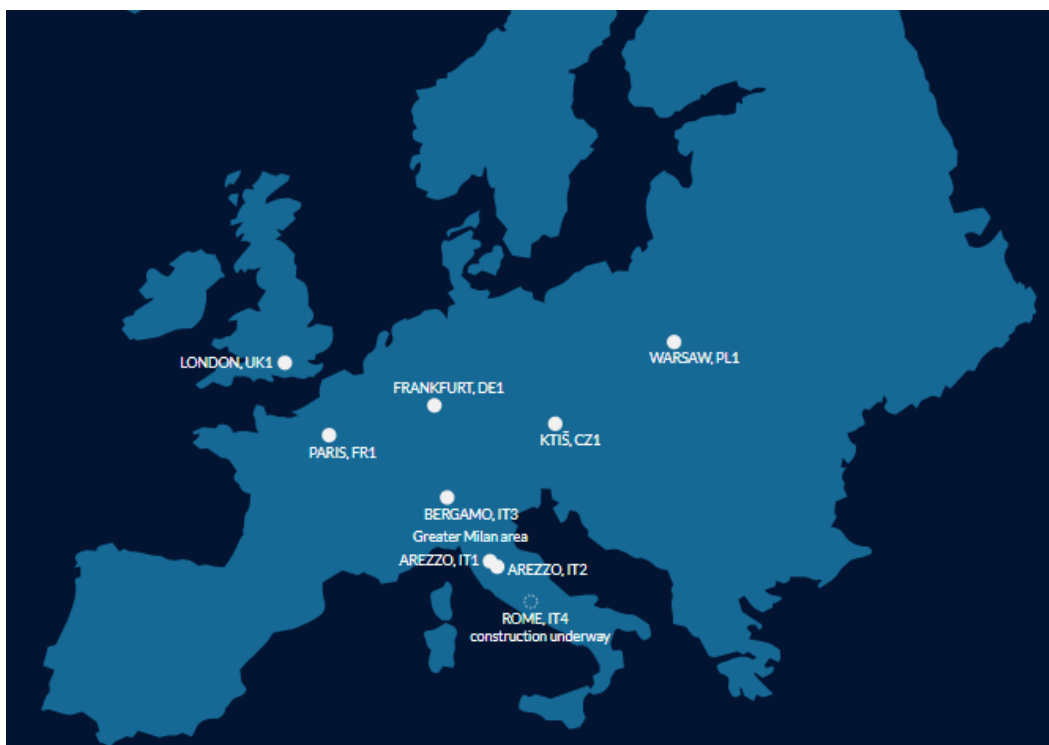 LONDON, UK1
WARSAW, PL1
FRANKFURT, DE1
KTIŠ, CZ1
PARIS, FR1
BERGAMO, IT3
Greater Milan area
AREZZO, IT1
AREZZO, IT2
ROME, IT4
construction underway